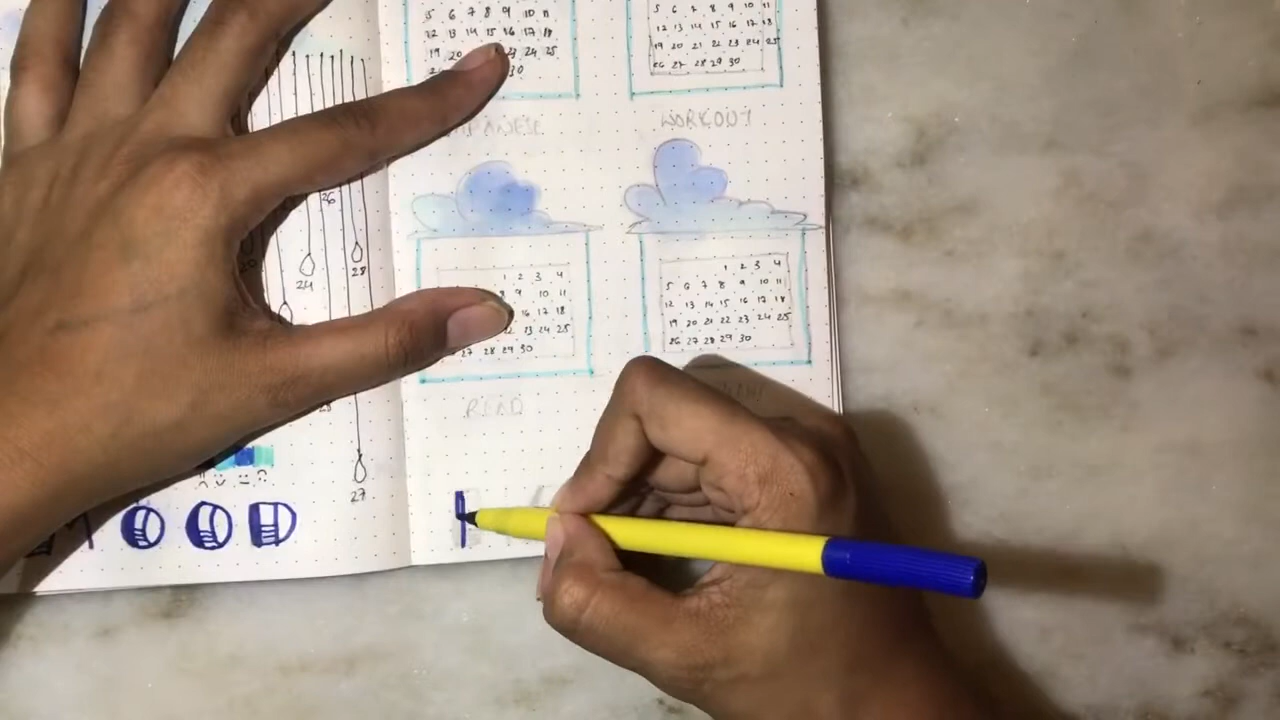 5 6 7 8 9 10 11
12 13 14 15 16 17 18
19 20 23 24 25
30
5 6 7 8 9 10 11
12 13 14 15 16 17 18
19 20 21 22 23 24 25
26 27 28 29 30
WORKOUT
26
20
24
28
27
1 2 3 4
8 9 10 11
16 17 18
23 24 25
27 28 29 30
READ
1 2 3 4
5 6 7 8 9 10 11
12 13 14 15 16 17 18
19 20 21 22 23 24 25
26 27 28 29 30
OOD